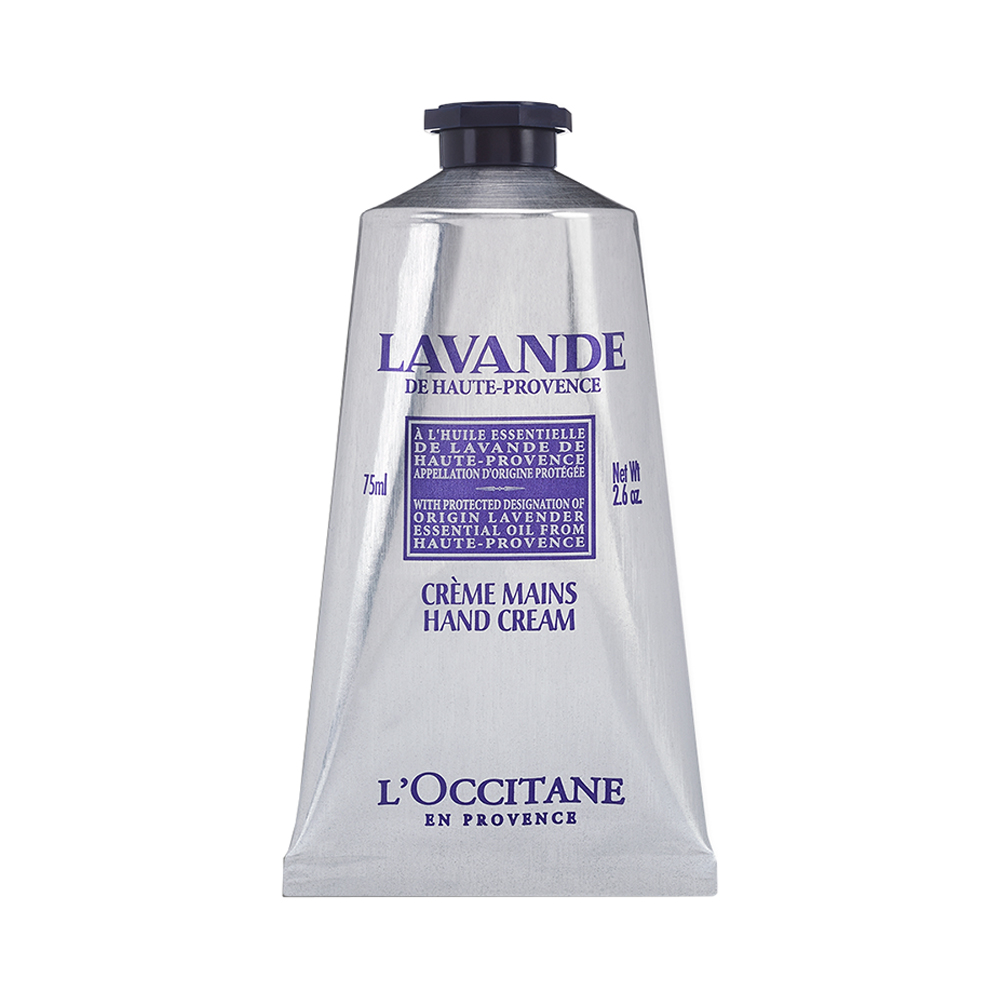 LAVANDE
DE HAUTE-PROVENCE
À L'HUILE ESSENTIELLE
DE LAVANDE DE
HAUTE-PROVENCE
APPELLATION D'ORIGINE PROTÉGÉE
WITH PROTECTED DESIGNATION OF
ORIGIN LAVENDER
ESSENTIAL OIL FROM
HAUTE-PROVENCE
75ml
Net Wt
2.6 oz.
CRÈME MAINS
HAND CREAM
L'OCCITANE
EN PROVENCE